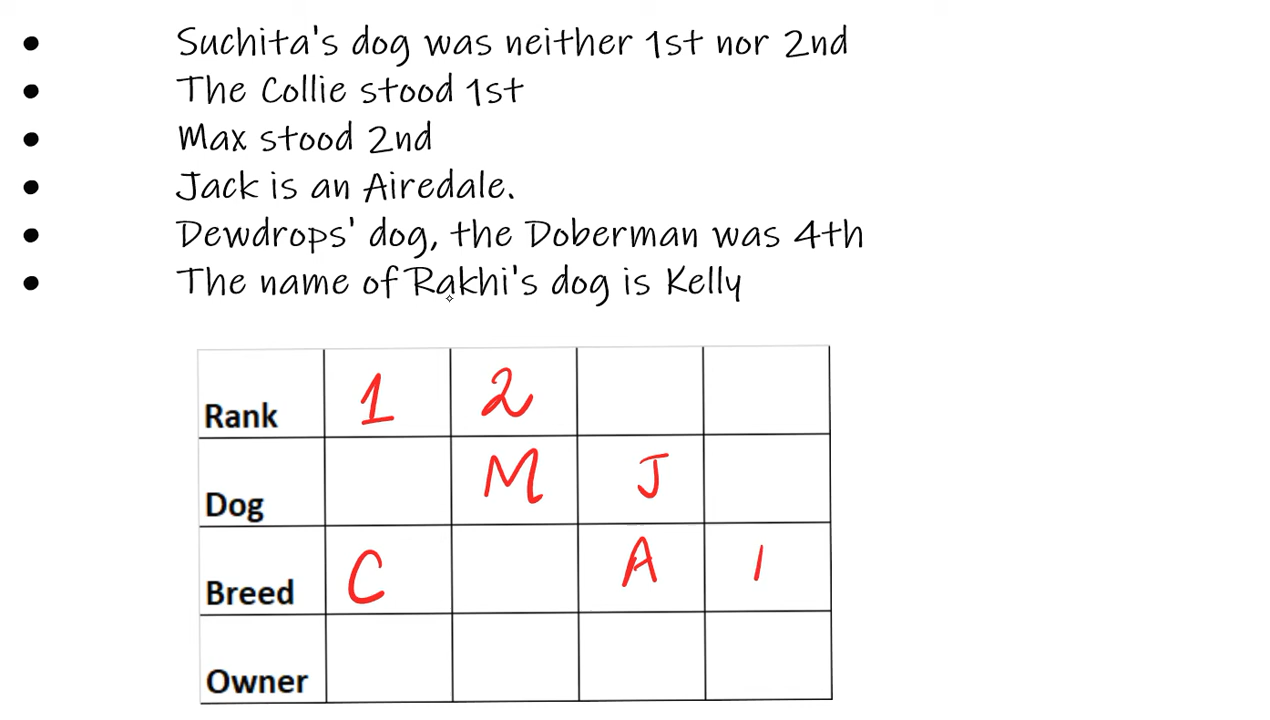 • Suchita's dog was neither 1st nor 2nd
• The Collie stood 1st
• Max stood 2nd
• Jack is an Airedale.
• Dewdrops' dog, the Doberman was 4th
• The name of Rakhi's dog is Kelly
Rank 1 2
Dog M J
Breed C A
Owner